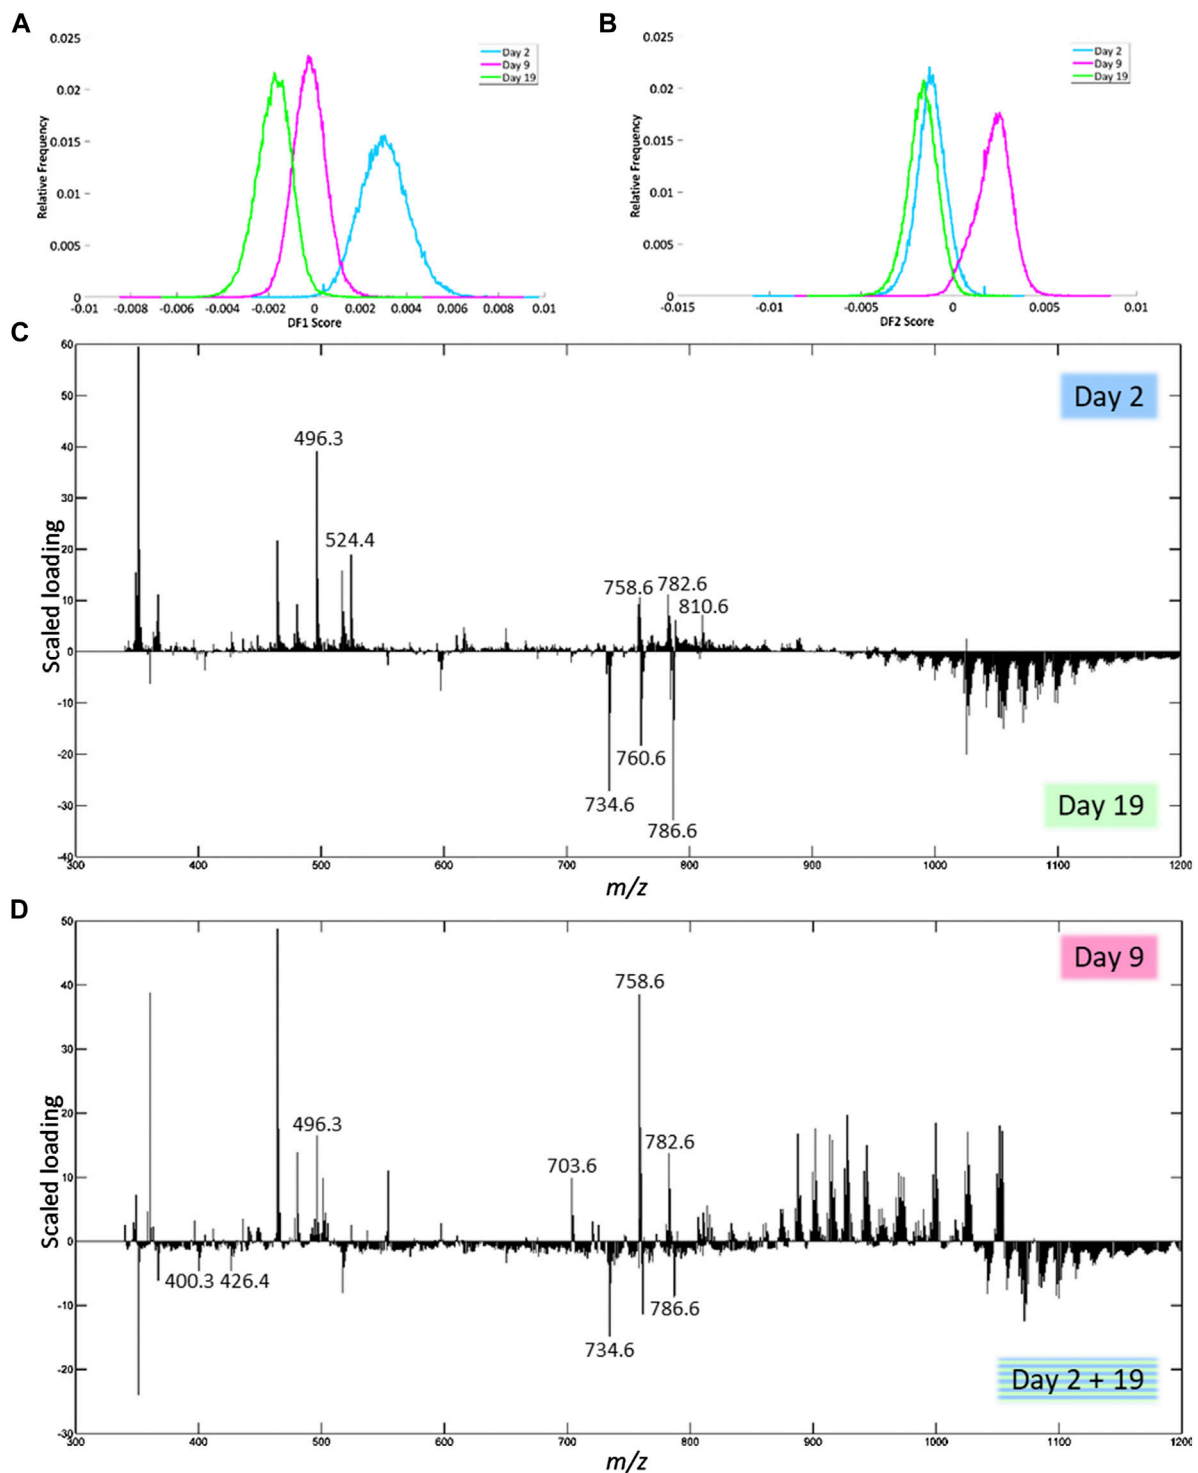 A
0.025
0.02
0.015
0.01
0.005
0
Relative Frequency
Day 2
Day 9
Day 19
-0.01 -0.008 -0.006 -0.004 -0.002 0 0.002 0.004 0.006 0.008 0.01
DF1 Score
B
0.025
0.02
0.015
0.01
0.005
0
Relative Frequency
Day 2
Day 9
Day 19
-0.015 -0.01 -0.005 0 0.005 0.01
DF2 Score
C
60
50
40
30
20
10
0
-10
-20
-30
-40
Scaled loading
Day 2
496.3
524.4
758.6 782.6
810.6
760.6
734.6
786.6
Day 19
300 400 500 600 700 800 900 1000 1100 1200
m/z
D
50
40
30
20
10
0
-10
-20
-30
Scaled loading
Day 9
758.6
496.3
782.6
703.6
400.3 426.4
786.6
734.6
Day 2 + 19
300 400 500 600 700 800 900 1000 1100 1200
m/z